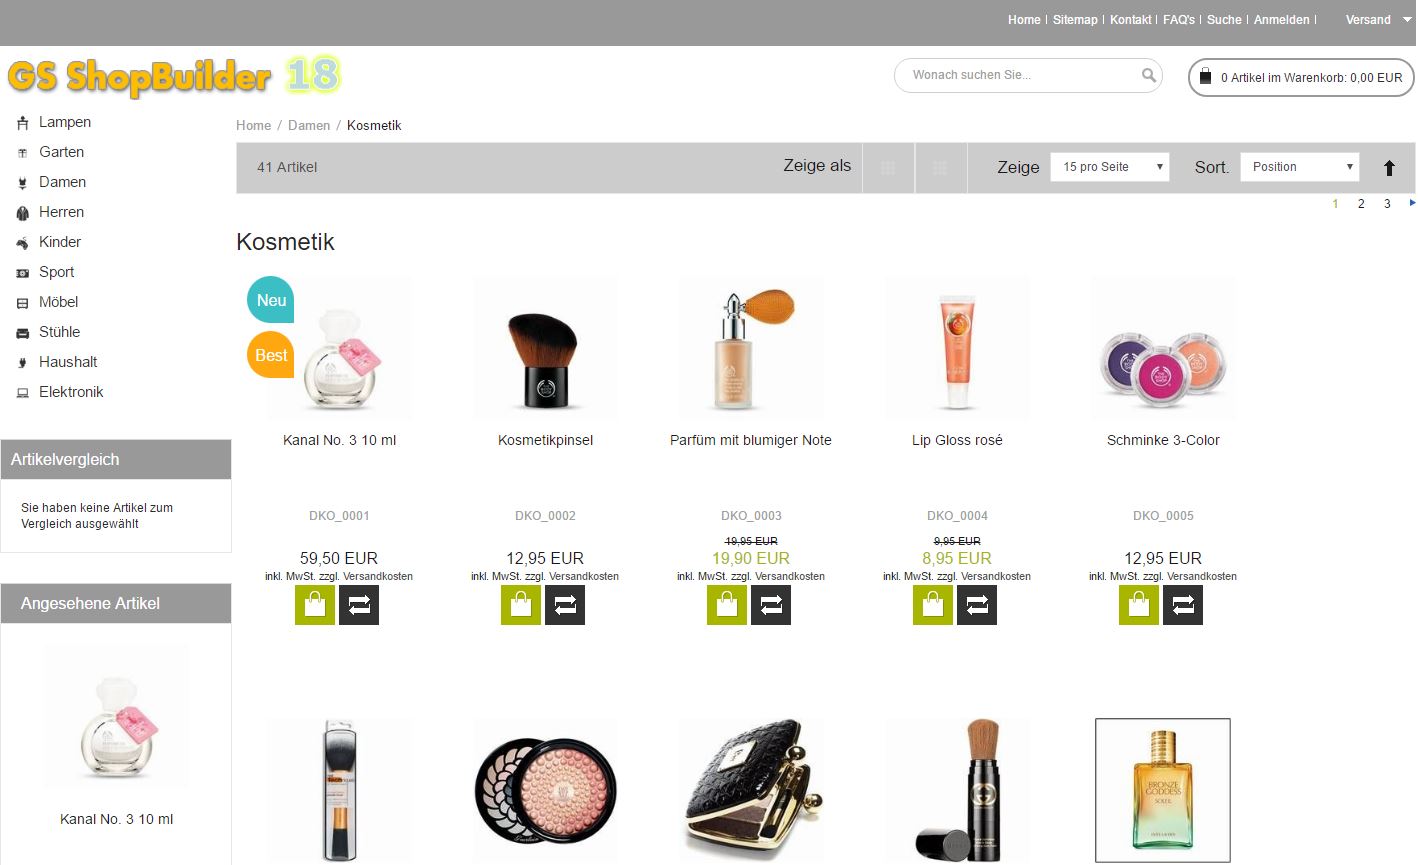 Home | Sitemap | Kontakt | FAQ's | Suche | Anmelden | Versand
GS ShopBuilder 18
Wonach suchen Sie...
0 Artikel im Warenkorb: 0,00 EUR
Lampen
Garten
Damen
Herren
Kinder
Sport
Möbel
Stühle
Haushalt
Elektronik
Artikelvergleich
Sie haben keine Artikel zum
Vergleich ausgewählt
Angesehene Artikel
Kanal No. 3 10 ml
Home / Damen / Kosmetik
41 Artikel
Zeige als
Zeige 15 pro Seite
Sort. Position
1 2 3
Kosmetik
Neu
Best
Kanal No. 3 10 ml
DKO_0001
59,50 EUR
inkl. MwSt. zzgl. Versandkosten
Kosmetikpinsel
DKO_0002
12,95 EUR
inkl. MwSt. zzgl. Versandkosten
Parfüm mit blumiger Note
DKO_0003
19,95 EUR
19,90 EUR
inkl. MwSt. zzgl. Versandkosten
Lip Gloss rosé
DKO_0004
9,95 EUR
8,95 EUR
inkl. MwSt. zzgl. Versandkosten
Schminke 3-Color
DKO_0005
12,95 EUR
inkl. MwSt. zzgl. Versandkosten
THE BODY SHOP
BRONZE
GODDESS
SOLEIL